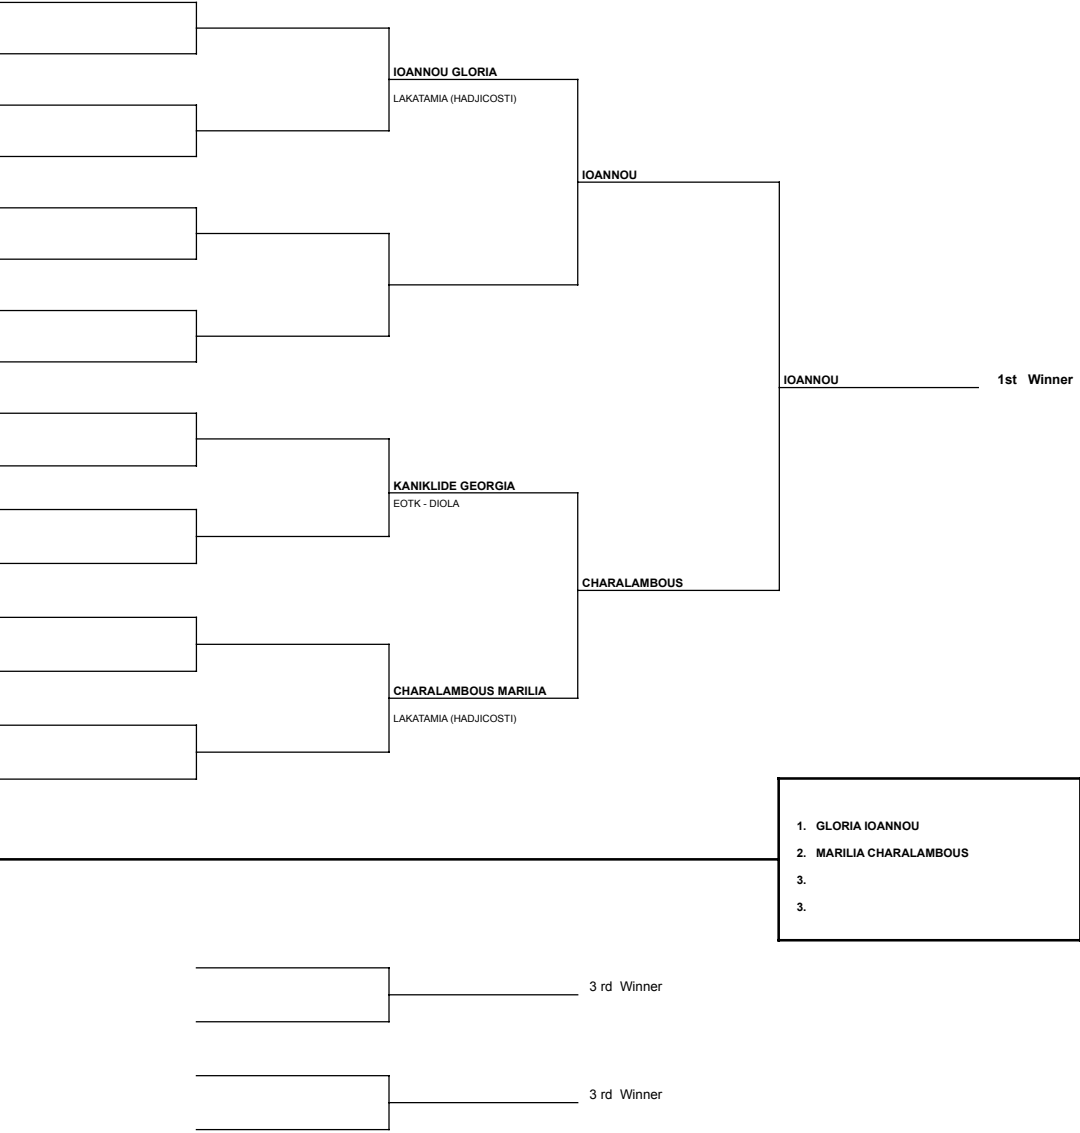 IOANNOU GLORIA
LAKATAMIA (HADJICOSTI)
IOANNOU
IOANNOU
1st Winner
KANIKLIDE GEORGIA
EOTK - DIOLA
CHARALAMBOUS
CHARALAMBOUS MARILIA
LAKATAMIA (HADJICOSTI)
1. GLORIA IOANNOU
2. MARILIA CHARALAMBOUS
3.
3.
3 rd Winner
3 rd Winner